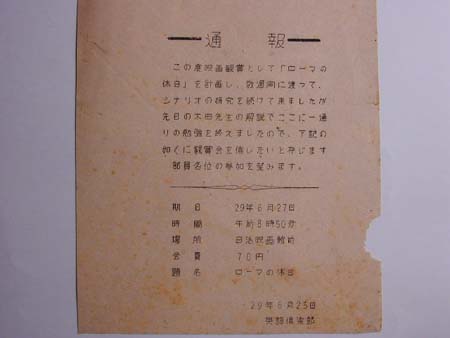 通報
この度映画観賞として「ローマの
休日」を計画し、数週間に渡って、
シナリオの研究を続けて来ましたが
先日の本田先生の解説でここに一通
りの勉強を終えましたので、下記の
如くに観賞会を催したいと存じます
部員各位の参加を望みます。
期日 29年6月27日
時間 午前8時50分
場所 日活映画館前
会費 70円
題名 ローマの休日
29年6月25日
英語倶楽部